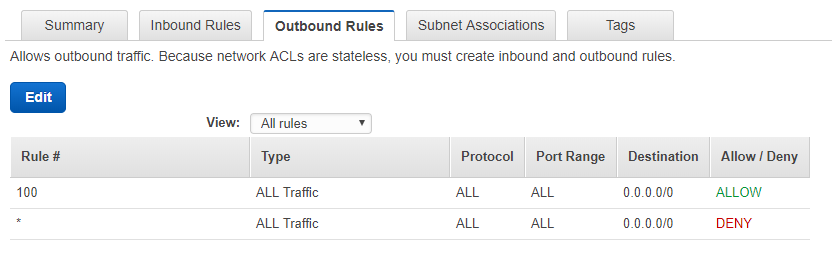 Summary Inbound Rules Outbound Rules Subnet Associations Tags
Allows outbound traffic. Because network ACLs are stateless, you must create inbound and outbound rules.
Edit
View: All rules
Rule # Type Protocol Port Range Destination Allow / Deny
100 ALL Traffic ALL ALL 0.0.0.0/0 ALLOW
* ALL Traffic ALL ALL 0.0.0.0/0 DENY